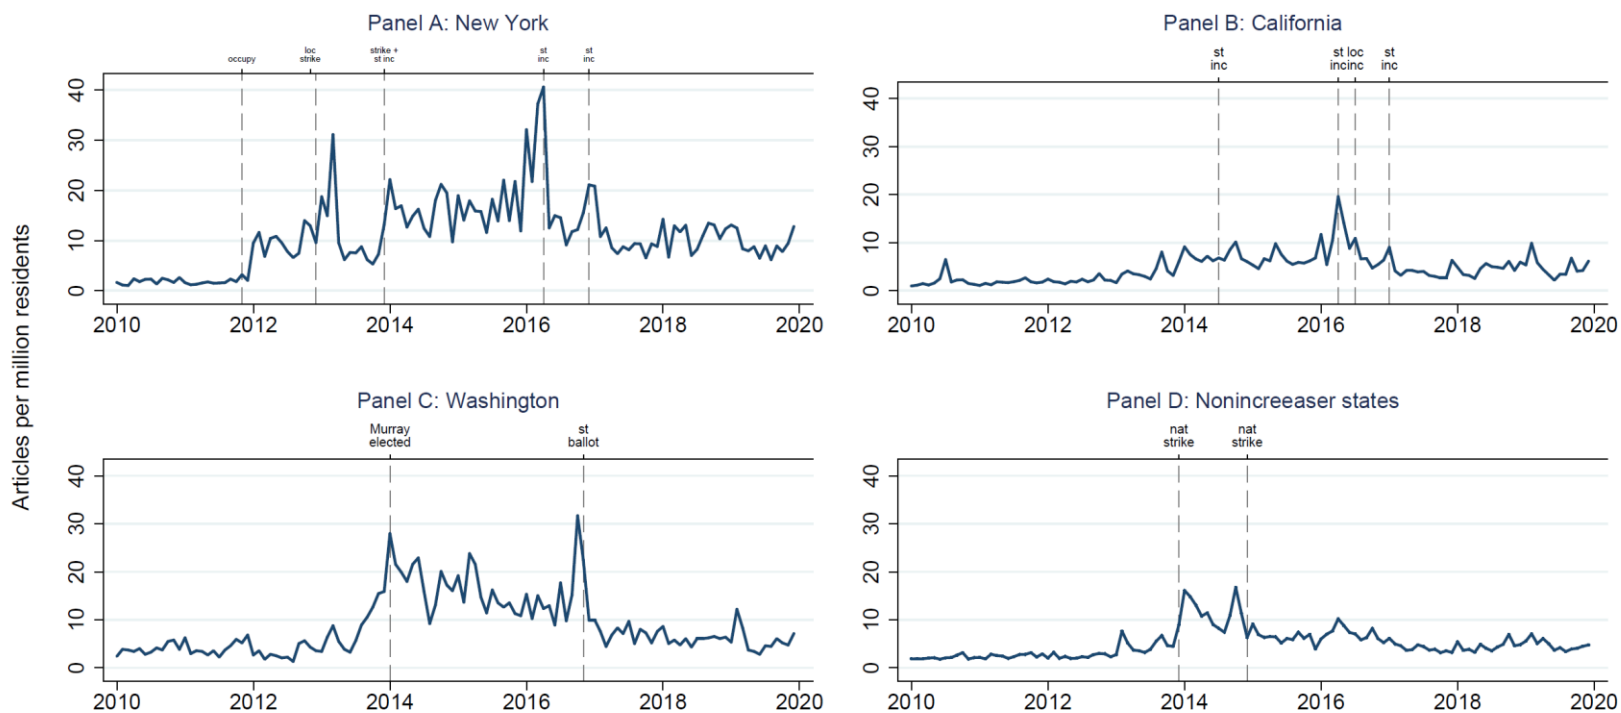 Articles per million residents
Panel A: New York
occupy
loc
strike
strike +
st inc
st
inc
st
inc
40
30
20
10
0
2010 2012 2014 2016 2018 2020
Panel B: California
st
inc
st loc
incinc
st
inc
40
30
20
10
0
2010 2012 2014 2016 2018 2020
Panel C: Washington
Murray
elected
st
ballot
40
30
20
10
0
2010 2012 2014 2016 2018 2020
Panel D: Nonincreeaser states
nat
strike
nat
strike
40
30
20
10
0
2010 2012 2014 2016 2018 2020